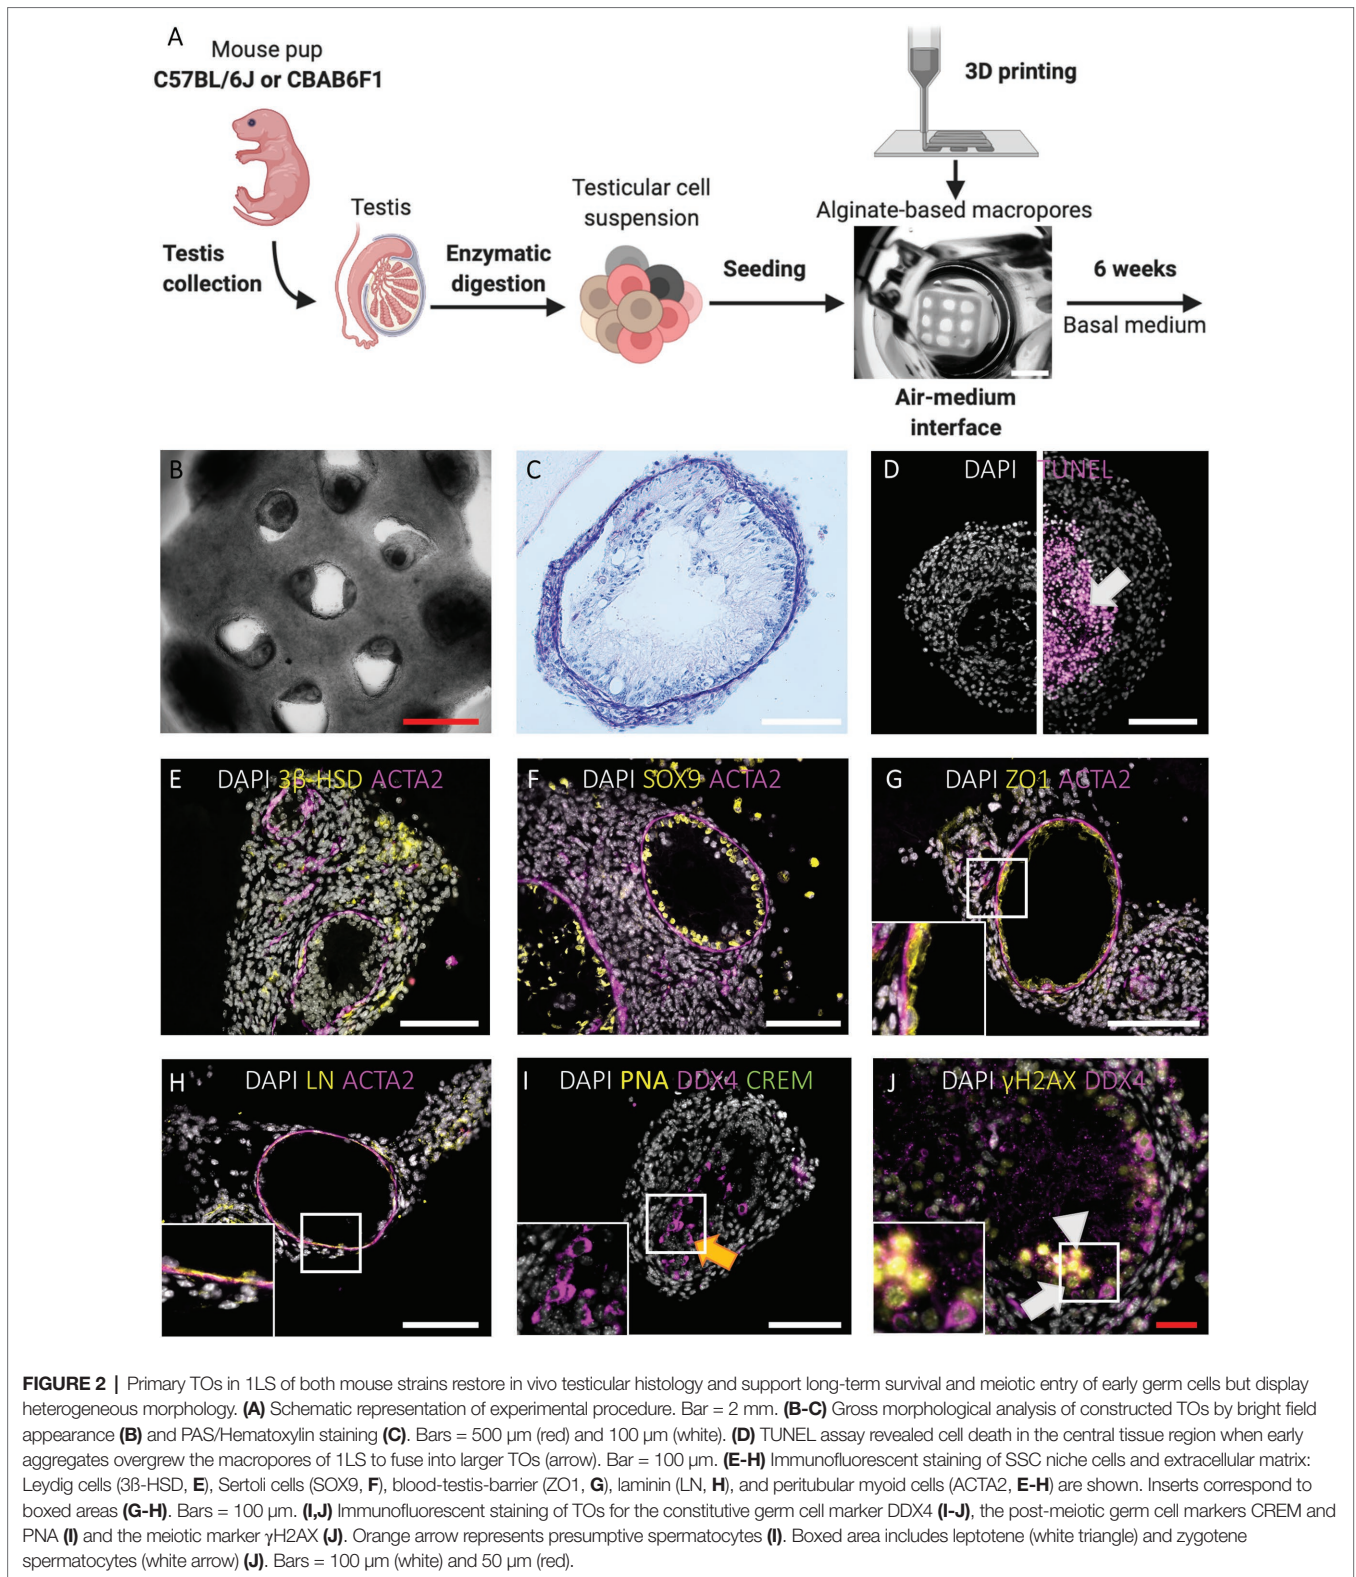 A
Mouse pup
C57BL/6J or CBAB6F1
3D printing
Testis
Testicular cell
suspension
Alginate-based macropores
Testis
collection
Enzymatic
digestion
Seeding
6 weeks
Basal medium
Air-medium
interface
B
C
D DAPI TUNEL
E DAPI 3β-HSD ACTA2
F DAPI SOX9 ACTA2
G DAPI ZO1 ACTA2
H DAPI LN ACTA2
I DAPI PNA DDX4 CREM
J DAPI γH2AX DDX4
FIGURE 2 | Primary TOs in 1LS of both mouse strains restore in vivo testicular histology and support long-term survival and meiotic entry of early germ cells but display
heterogeneous morphology. (A) Schematic representation of experimental procedure. Bar = 2 mm. (B-C) Gross morphological analysis of constructed TOs by bright field
appearance (B) and PAS/Hematoxylin staining (C). Bars = 500 μm (red) and 100 μm (white). (D) TUNEL assay revealed cell death in the central tissue region when early
aggregates overgrew the macropores of 1LS to fuse into larger TOs (arrow). Bar = 100 μm. (E-H) Immunofluorescent staining of SSC niche cells and extracellular matrix:
Leydig cells (3ß-HSD, E), Sertoli cells (SOX9, F), blood-testis-barrier (ZO1, G), laminin (LN, H), and peritubular myoid cells (ACTA2, E-H) are shown. Inserts correspond to
boxed areas (G-H). Bars = 100 μm. (I,J) Immunofluorescent staining of TOs for the constitutive germ cell marker DDX4 (I-J), the post-meiotic germ cell markers CREM and
PNA (I) and the meiotic marker γH2AX (J). Orange arrow represents presumptive spermatocytes (I). Boxed area includes leptotene (white triangle) and zygotene
spermatocytes (white arrow) (J). Bars = 100 μm (white) and 50 μm (red).